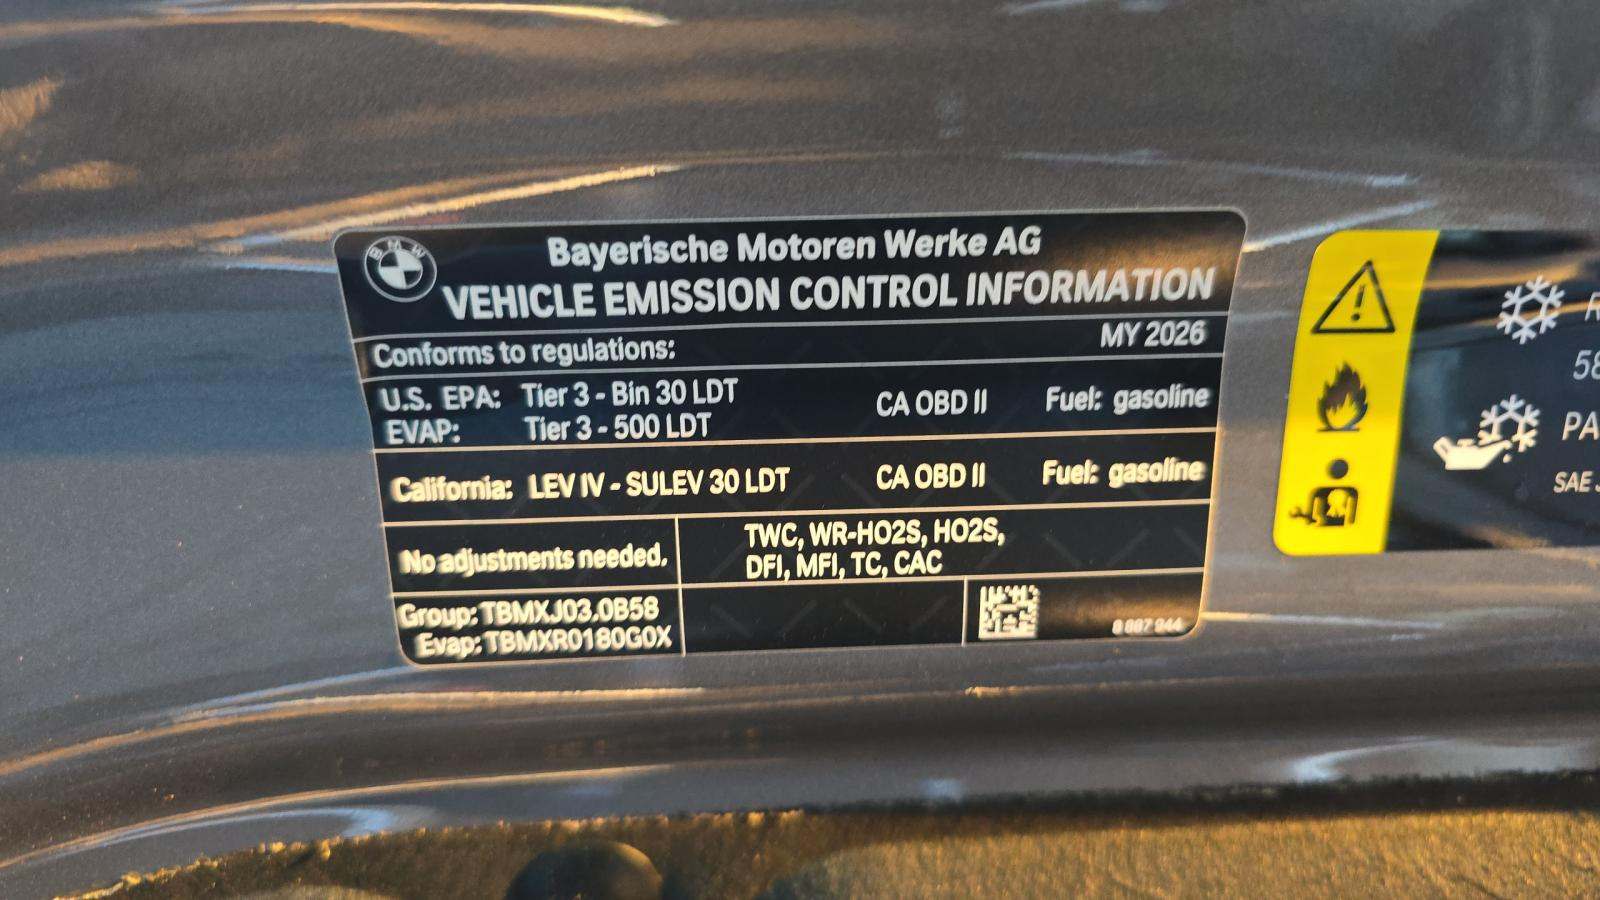 BMW
Bayerische Motoren Werke AG
VEHICLE EMISSION CONTROL INFORMATION
Conforms to regulations:
MY 2026
U.S. EPA: Tier 3 - Bin 30 LDT CA OBD II Fuel: gasoline
EVAP: Tier 3 - 500 LDT
California: LEV IV - SULEV 30 LDT CA OBD II Fuel: gasoline
No adjustments needed.
TWC, WR-HO2S, HO2S,
DFI, MFI, TC, CAC
Group: TBMXJ03.0B58
Evap: TBMXR0180G0X
R
58
PA
SAE J